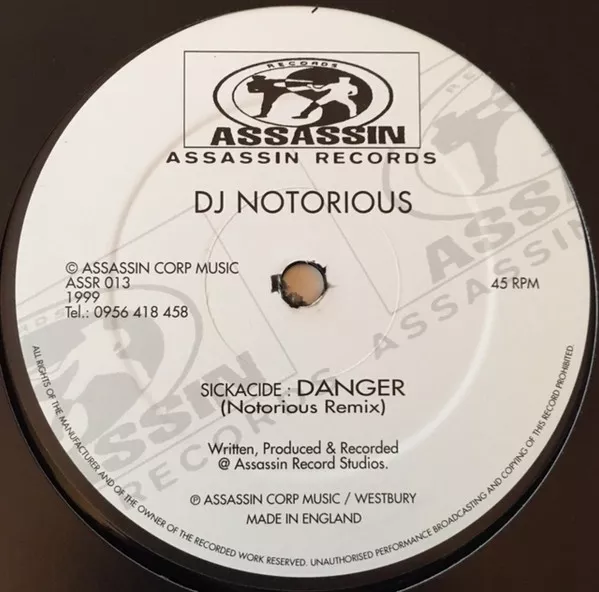 RECORDS
ASSASSIN
ASSASSIN RECORDS
DJ NOTORIOUS
© ASSASSIN CORP MUSIC
ASSR 013
1999
Tel.: 0956 418 458
45 RPM
SICKACIDE : DANGER
(Notorious Remix)
Written, Produced & Recorded
@ Assassin Record Studios.
℗ ASSASSIN CORP MUSIC / WESTBURY
MADE IN ENGLAND
ALL RIGHTS OF THE MANUFACTURER AND OF THE OWNER OF THE RECORDED WORK RESERVED. UNAUTHORISED PERFORMANCE BROADCASTING AND COPYING OF THIS RECORD PROHIBITED.
RECORDS
ASSASSIN
ASSASSIN RECORDS